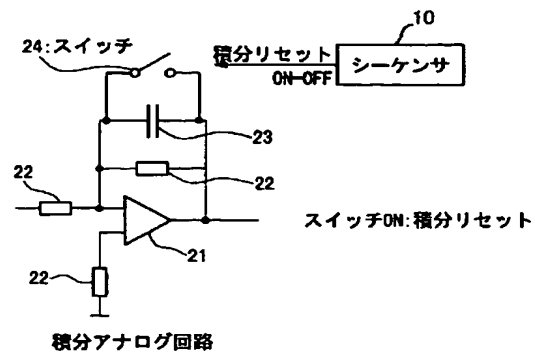 10
24:スイッチ
積分リセット
ON-OFF
シーケンサ
23
22
22
21
スイッチON:積分リセット
22
積分アナログ回路